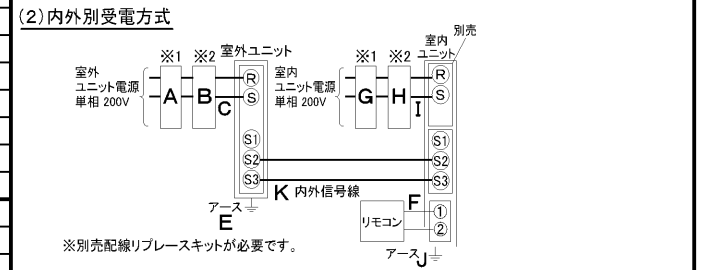 (2)内外別受電方式
別売
室内
ユニット
※1 ※2 室外ユニット
※1 ※2
室外
ユニット電源
単相 200V
A B C
R
S
S1
S2
S3
室内
ユニット電源
単相 200V
G H I
R
S
S1
S2
S3
K 内外信号線
アース
E
リモコン
F
①
②
※別売配線リプレースキットが必要です。
アース J